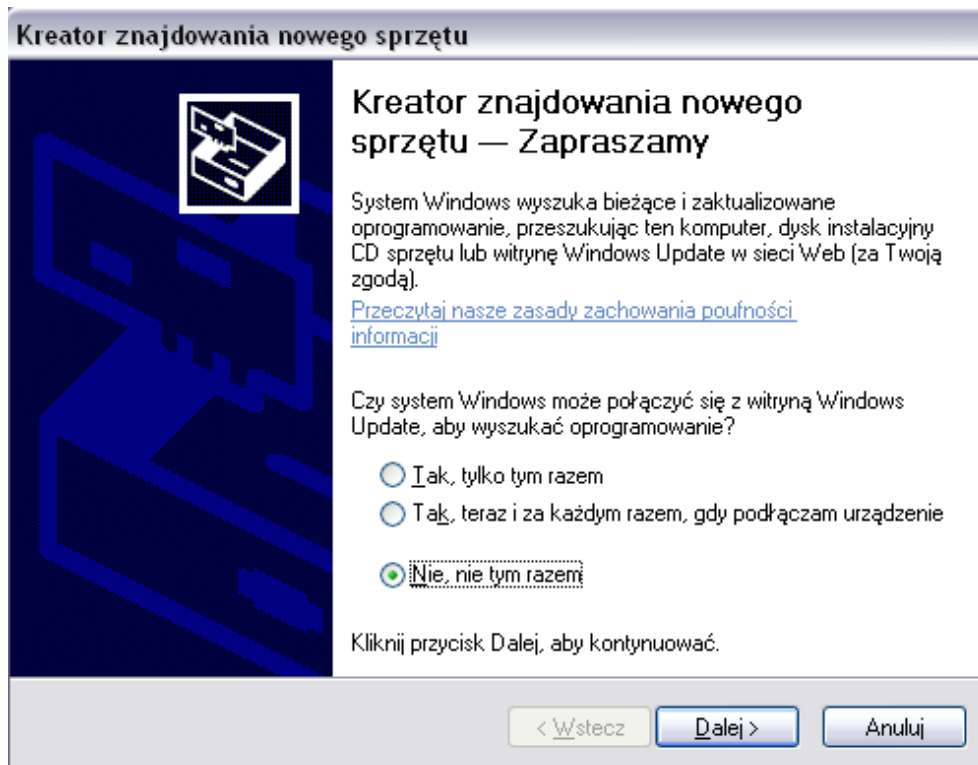 Kreator znajdowania nowego sprzętu
Kreator znajdowania nowego
sprzętu — Zapraszamy
System Windows wyszuka bieżące i zaktualizowane
oprogramowanie, przeszukując ten komputer, dysk instalacyjny
CD sprzętu lub witrynę Windows Update w sieci Web (za Twoją
zgodą).
Przeczytaj nasze zasady zachowania poufności
informacji
Czy system Windows może połączyć się z witryną Windows
Update, aby wyszukać oprogramowanie?
Tak, tylko tym razem
Tak, teraz i za każdym razem, gdy podłączam urządzenie
Nie, nie tym razem
Kliknij przycisk Dalej, aby kontynuować.
< Wstecz Dalej > Anuluj